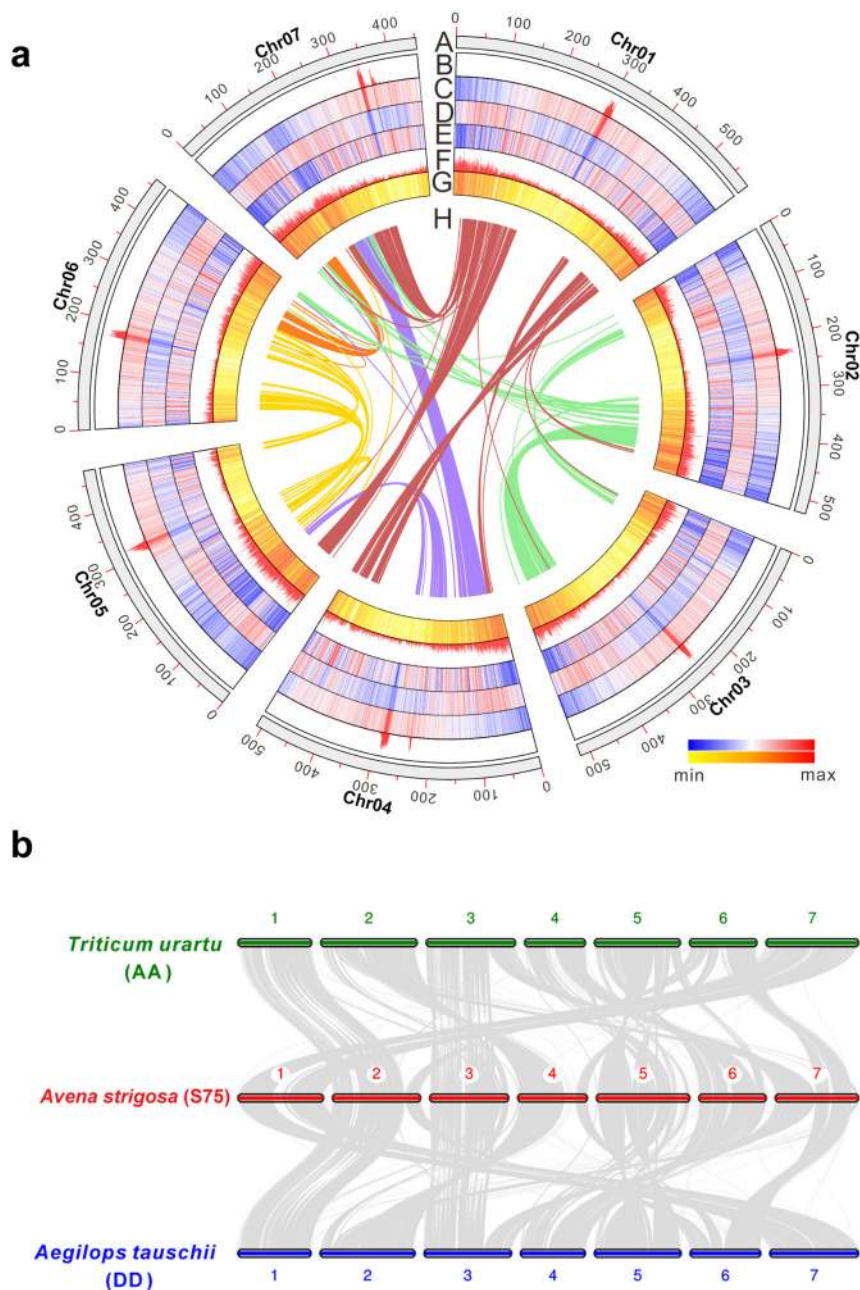 a
A
B
C
D
E
F
G
H
Chr01
0
100
200
300
400
500
Chr02
0
100
200
300
400
500
Chr03
0
100
200
300
400
500
Chr04
0
100
200
300
400
500
Chr05
0
100
200
300
400
Chr06
0
100
200
300
400
Chr07
0
100
200
300
400
min max
b
1 2 3 4 5 6 7
Triticum urartu
(AA)
1 2 3 4 5 6 7
Avena strigosa (S75)
Aegilops tauschii
(DD)
1 2 3 4 5 6 7